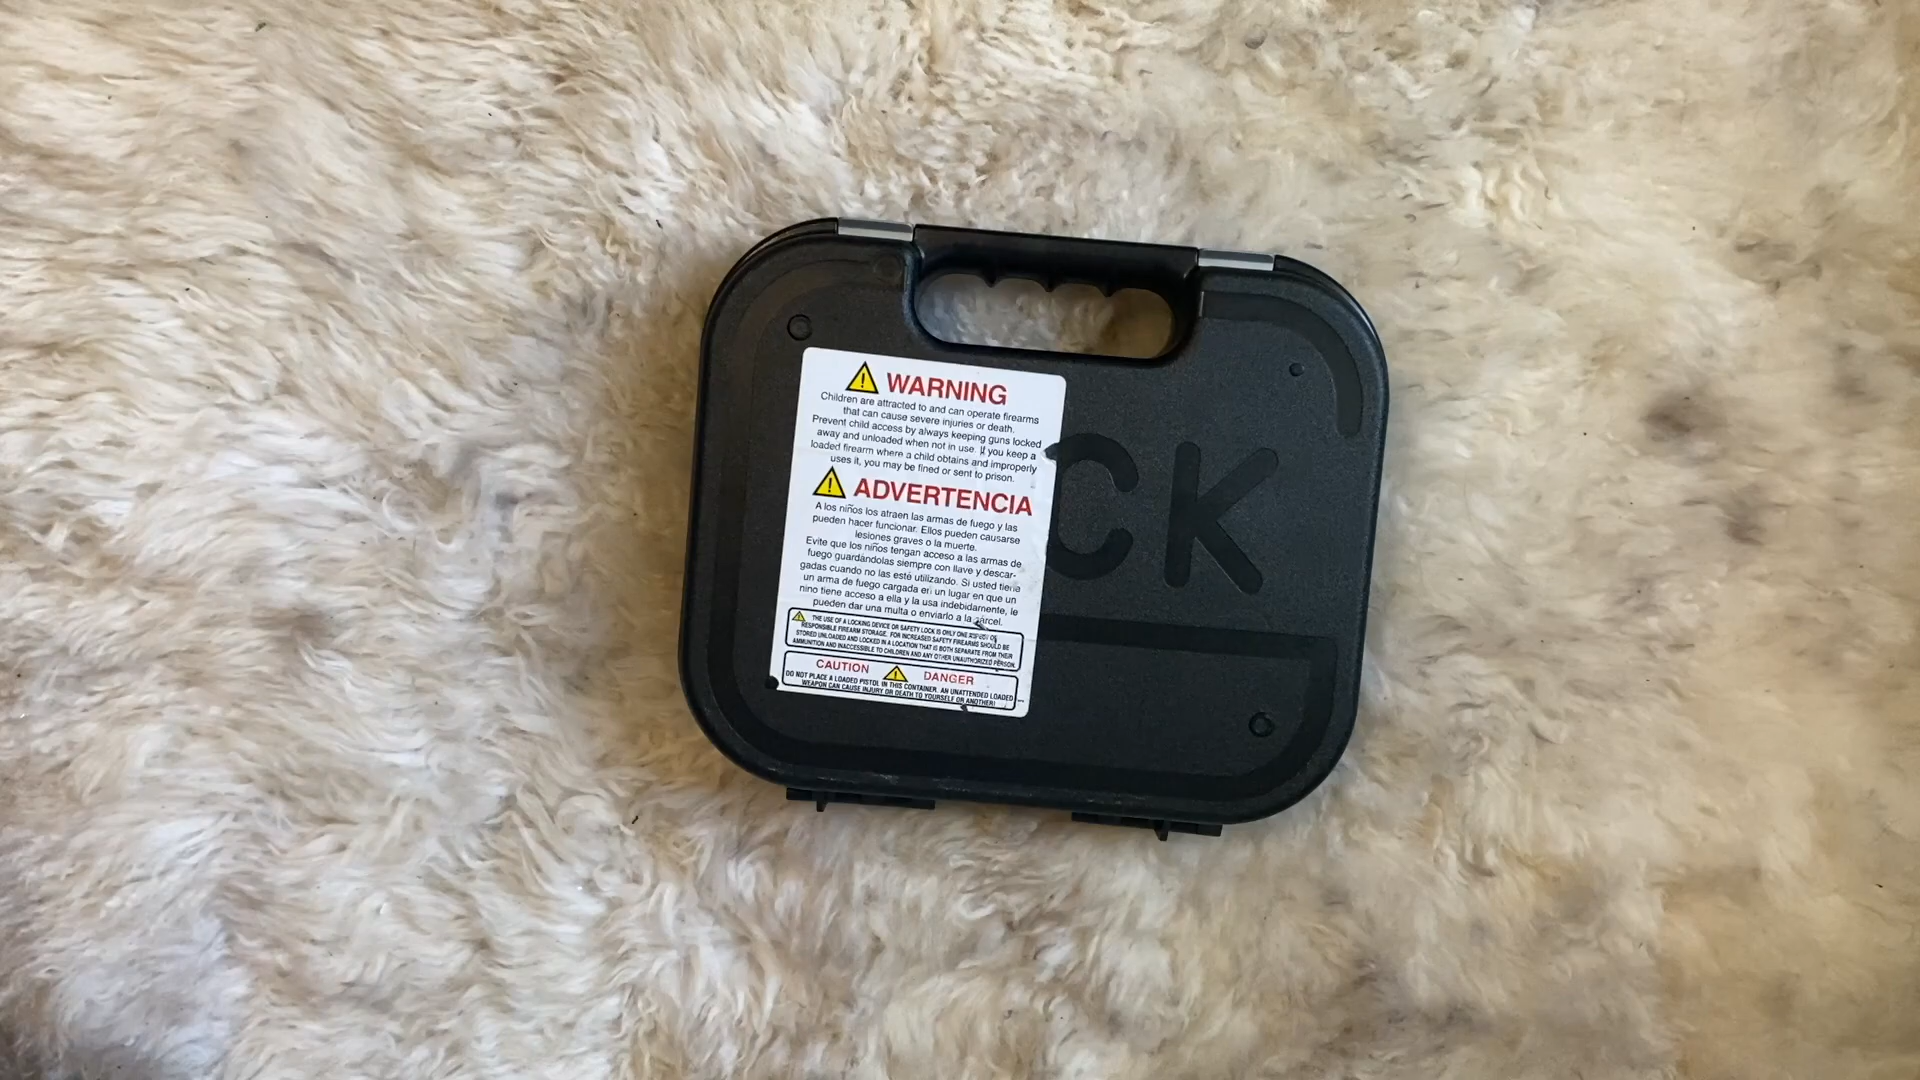 WARNING
Children are attracted to and can operate firearms
that can cause severe injuries or death.
Prevent child access by always keeping guns locked
away and unloaded when not in use. If you keep a
loaded firearm where a child obtains and improperly
uses it, you may be fined or sent to prison.
ADVERTENCIA
A los niños los atraen las armas de fuego y las
pueden hacer funcionar. Ellos pueden causarse
lesiones graves o la muerte.
Evite que los niños tengan acceso a las armas de
fuego guardándolas siempre con llave y descar-
gadas cuando no las esté utilizando. Si usted tiene
un arma de fuego cargada en un lugar en que un
nino tiene acceso a ella y la usa indebidamente, le
pueden dar una multa o enviarlo a la cárcel.
THE USE OF A LOCKING DEVICE OR SAFETY LOCK IS ONLY ONE ASPECT OF
RESPONSIBLE FIREARM STORAGE. FOR INCREASED SAFETY FIREARMS SHOULD BE
STORED UNLOADED AND LOCKED IN A LOCATION THAT IS BOTH SEPARATE FROM THEIR
AMMUNITION AND INACCESSIBLE TO CHILDREN AND ANY OTHER UNAUTHORIZED PERSON.
CAUTION DANGER
DO NOT PLACE A LOADED PISTOL IN THIS CONTAINER. AN UNATTENDED LOADED
WEAPON CAN CAUSE INJURY OR DEATH TO YOURSELF OR ANOTHER!
CK